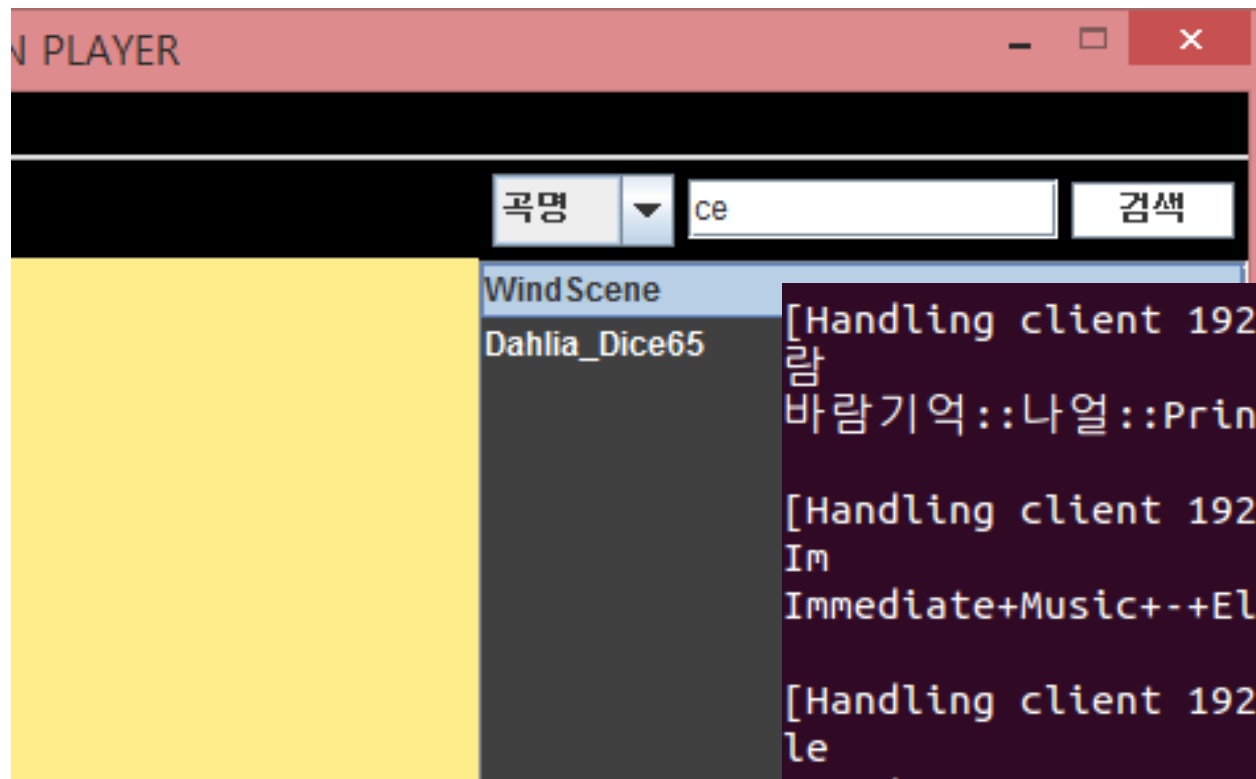 N PLAYER
곡명 ce 검색
WindScene
Dahlia_Dice65
[Handling client 192
람
바람기억::나얼::Prin
[Handling client 192
Im
Immediate+Music+-+El
[Handling client 192
le